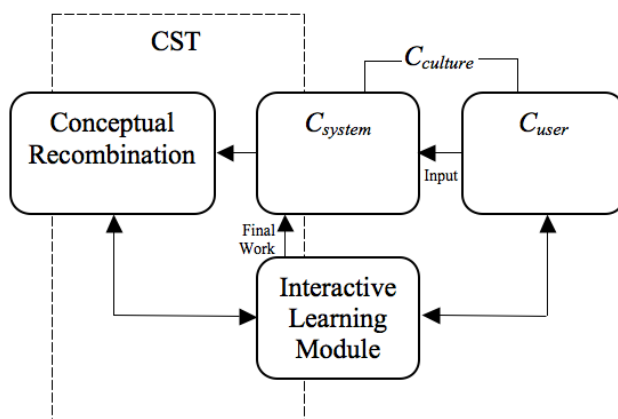 CST
C_culture
Conceptual
Recombination
C_system
C_user
Input
Final
Work
Interactive
Learning
Module